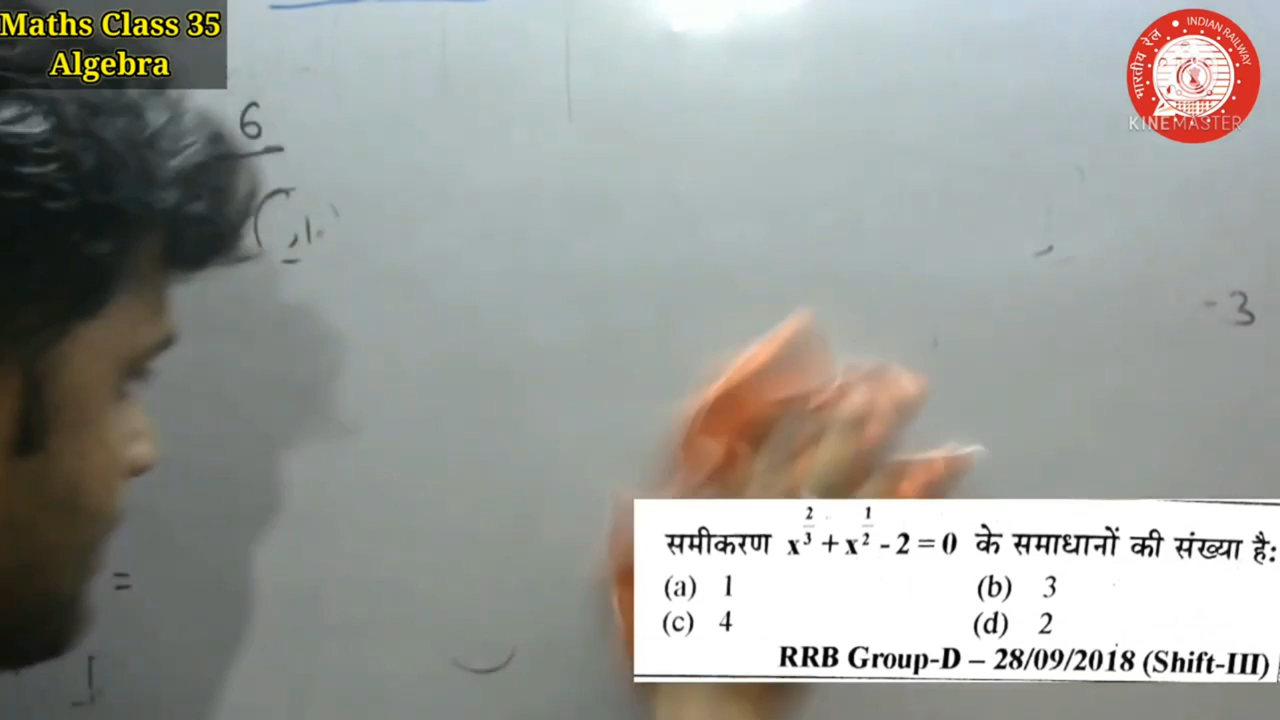 Maths Class 35
Algebra
भारतीय रेल
INDIAN RAILWAY
KINEMASTER
6
- 3
=
समीकरण x^{2/3} + x^{1/2} - 2 = 0 के समाधानों की संख्या है:
(a) 1 (b) 3
(c) 4 (d) 2
RRB Group-D – 28/09/2018 (Shift-III)